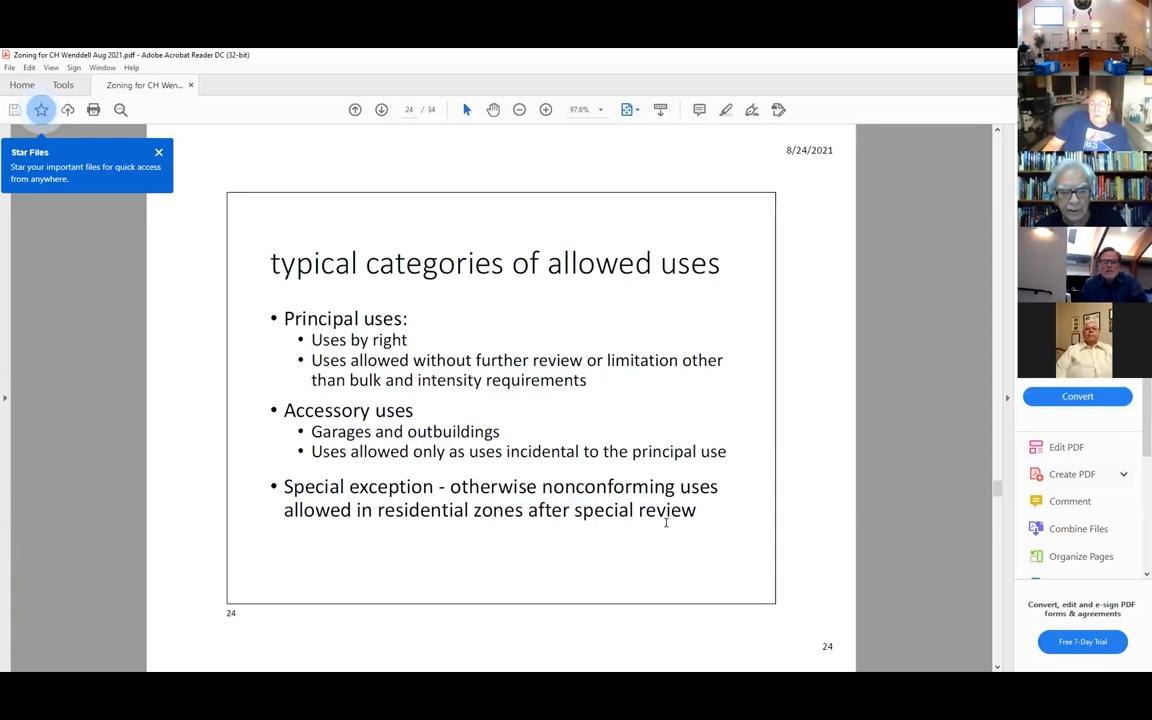 Zoning for CH Wenddell Aug 2021.pdf - Adobe Acrobat Reader DC (32-bit)
File Edit View Sign Window Help
Home Tools Zoning for CH Wen... ×
24 / 34 97.6%
Star Files
Star your important files for quick access
from anywhere.
8/24/2021
typical categories of allowed uses
• Principal uses:
• Uses by right
• Uses allowed without further review or limitation other
than bulk and intensity requirements
• Accessory uses
• Garages and outbuildings
• Uses allowed only as uses incidental to the principal use
• Special exception - otherwise nonconforming uses
allowed in residential zones after special review
24
24
Convert
Edit PDF
Create PDF
Comment
Combine Files
Organize Pages
Convert, edit and e-sign PDF
forms & agreements
Free 7-Day Trial